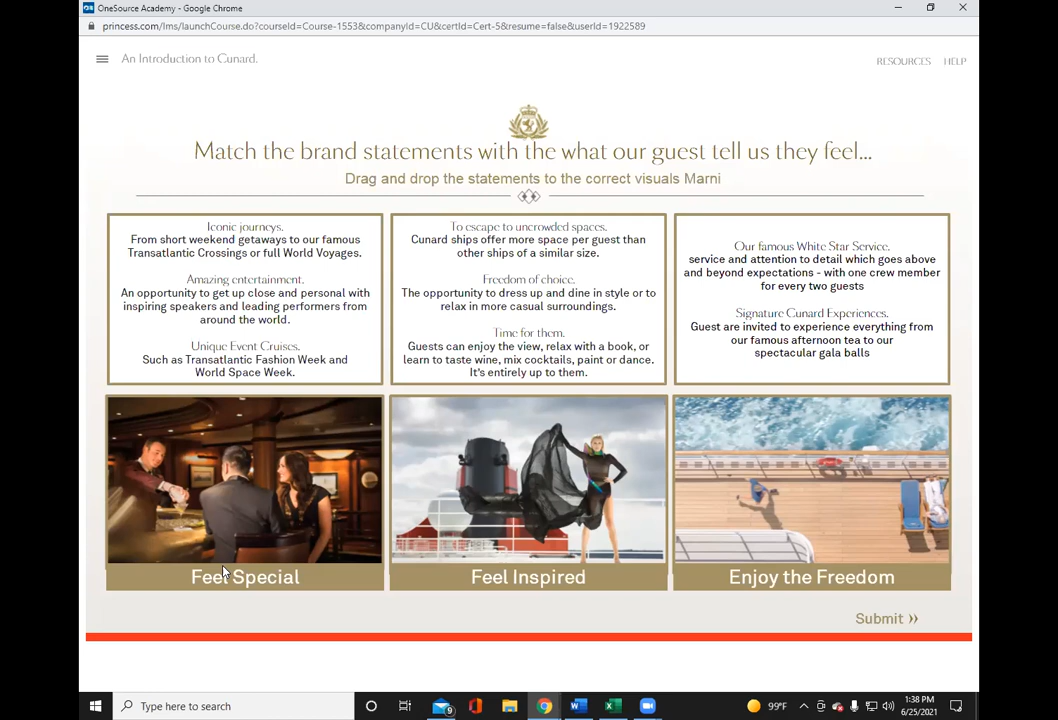 OneSource Academy - Google Chrome
princess.com/lms/launchCourse.do?courseId=Course-1553&companyId=CU&certId=Cert-5&resume=false&userId=1922589
An Introduction to Cunard.
RESOURCES HELP
Match the brand statements with the what our guest tell us they feel...
Drag and drop the statements to the correct visuals Marni
Iconic journeys.
From short weekend getaways to our famous
Transatlantic Crossings or full World Voyages.
Amazing entertainment.
An opportunity to get up close and personal with
inspiring speakers and leading performers from
around the world.
Unique Event Cruises.
Such as Transatlantic Fashion Week and
World Space Week.
To escape to uncrowded spaces.
Cunard ships offer more space per guest than
other ships of a similar size.
Freedom of choice.
The opportunity to dress up and dine in style or to
relax in more casual surroundings.
Time for them.
Guests can enjoy the view, relax with a book, or
learn to taste wine, mix cocktails, paint or dance.
It's entirely up to them.
Our famous White Star Service.
service and attention to detail which goes above
and beyond expectations - with one crew member
for every two guests
Signature Cunard Experiences.
Guest are invited to experience everything from
our famous afternoon tea to our
spectacular gala balls
Feel Special
Feel Inspired
Enjoy the Freedom
Submit »
Type here to search
9
99°F
1:38 PM
6/25/2021